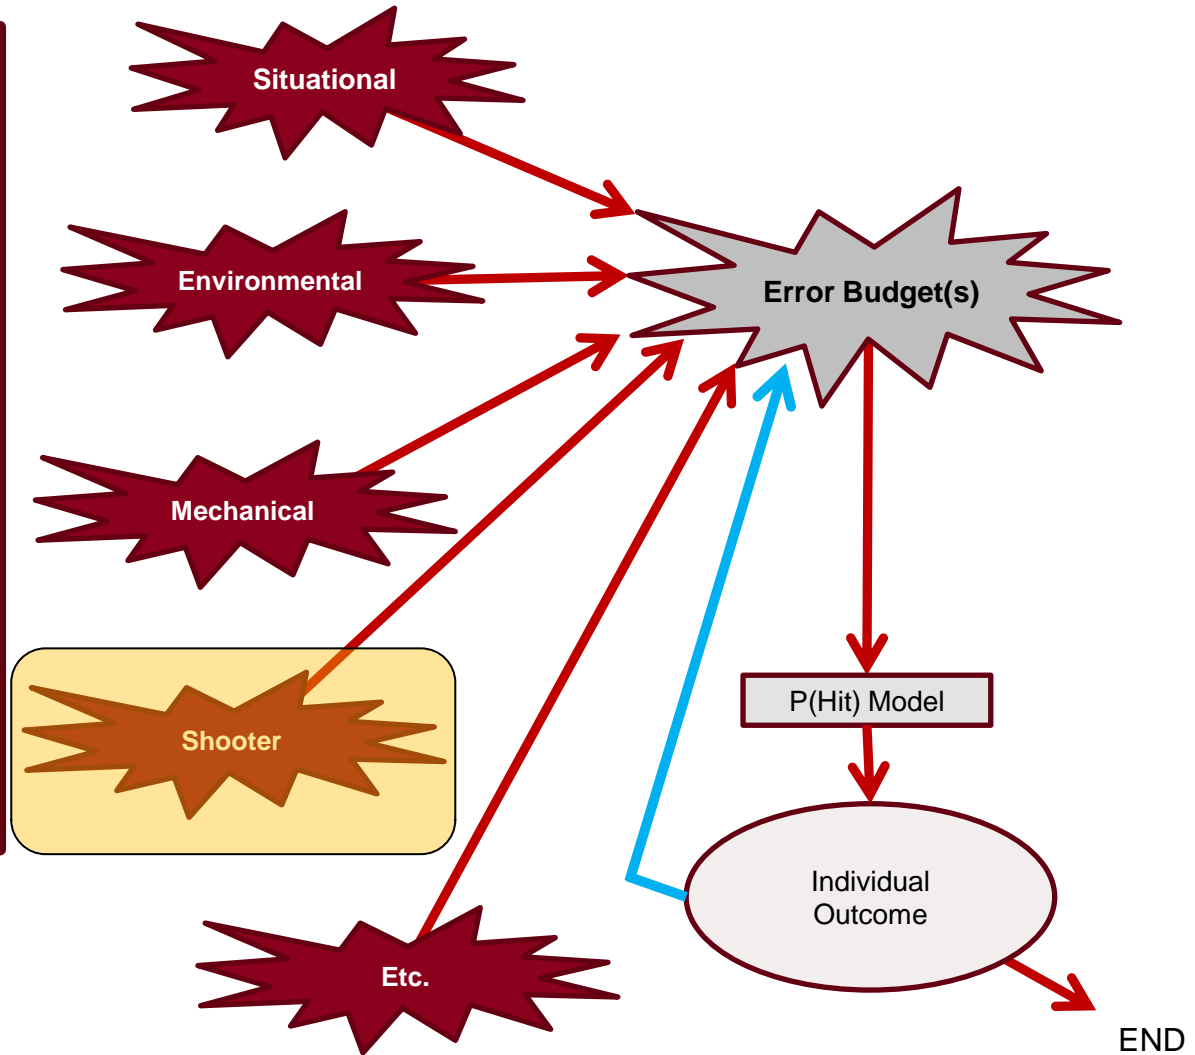 Situational
Environmental
Error Budget(s)
Mechanical
Shooter
P(Hit) Model
Individual
Outcome
Etc.
END